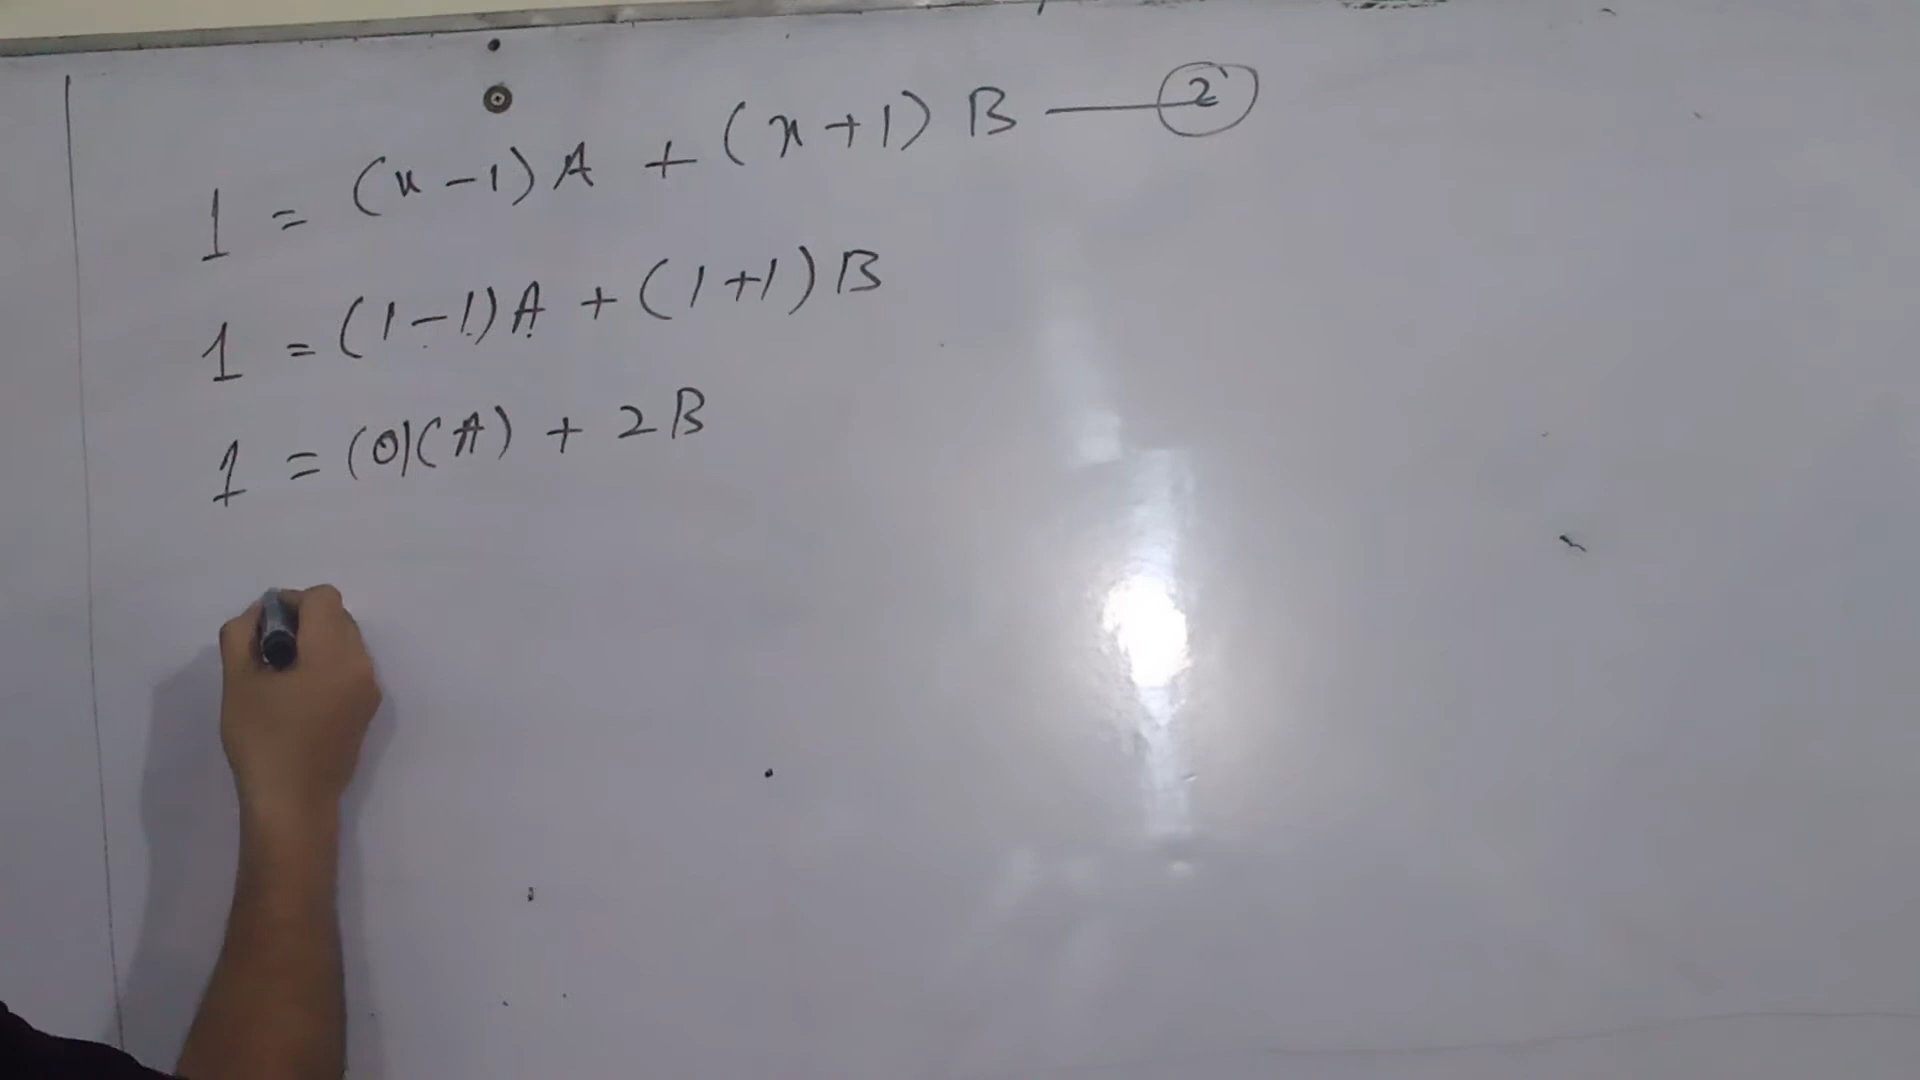 1 = (x-1)A + (x+1)B — 2
1 = (1-1)A + (1+1)B
1 = (0)(A) + 2B